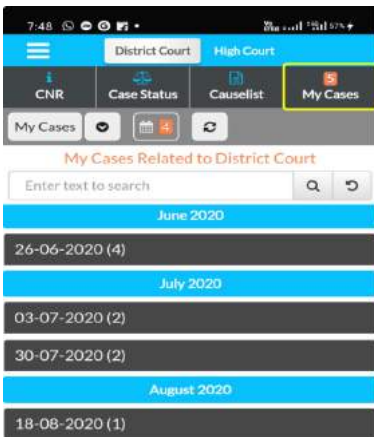 7:48
57%
District Court High Court
5
CNR Case Status Causelist My Cases
My Cases 4
My Cases Related to District Court
Enter text to search
June 2020
26-06-2020 (4)
July 2020
03-07-2020 (2)
30-07-2020 (2)
August 2020
18-08-2020 (1)